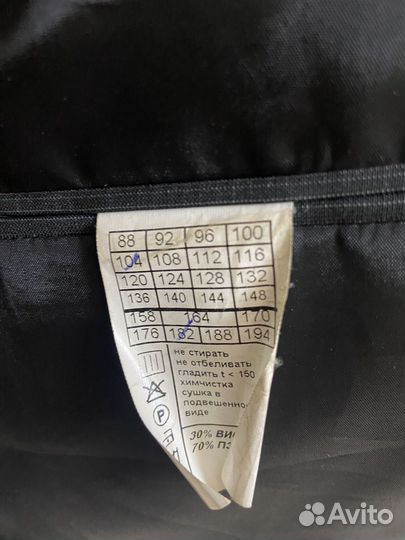 88 92 96 100
104 108 112 116
120 124 128 132
136 140 144 148
158 164 170
176 182 188 194
не стирать
не отбеливать
гладить t < 150
химчистка
сушка в
подвешенно
виде
P
30% ВИ
70% ПЭ
Avito